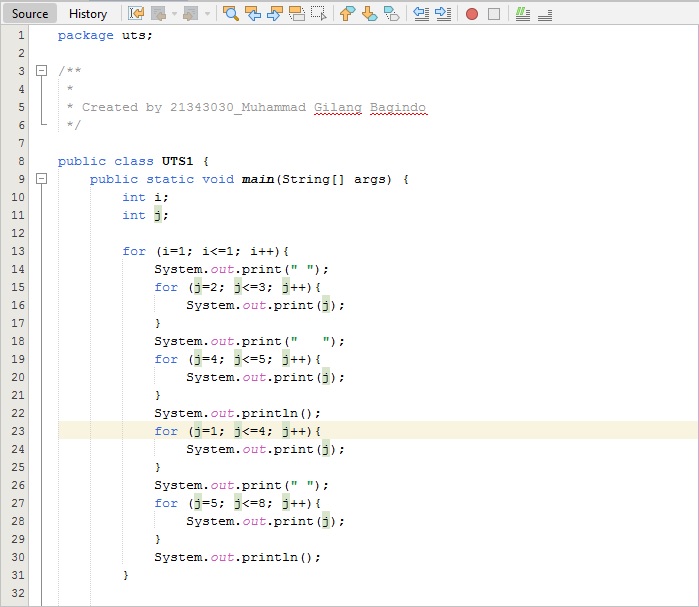 Source History
1 package uts;
2
3 /**
4 *
5 * Created by 21343030_Muhammad Gilang Bagindo
6 */
7
8 public class UTS1 {
9 public static void main(String[] args) {
10 int i;
11 int j;
12
13 for (i=1; i<=1; i++){
14 System.out.print(" ");
15 for (j=2; j<=3; j++){
16 System.out.print(j);
17 }
18 System.out.print("   ");
19 for (j=4; j<=5; j++){
20 System.out.print(j);
21 }
22 System.out.println();
23 for (j=1; j<=4; j++){
24 System.out.print(j);
25 }
26 System.out.print(" ");
27 for (j=5; j<=8; j++){
28 System.out.print(j);
29 }
30 System.out.println();
31 }
32